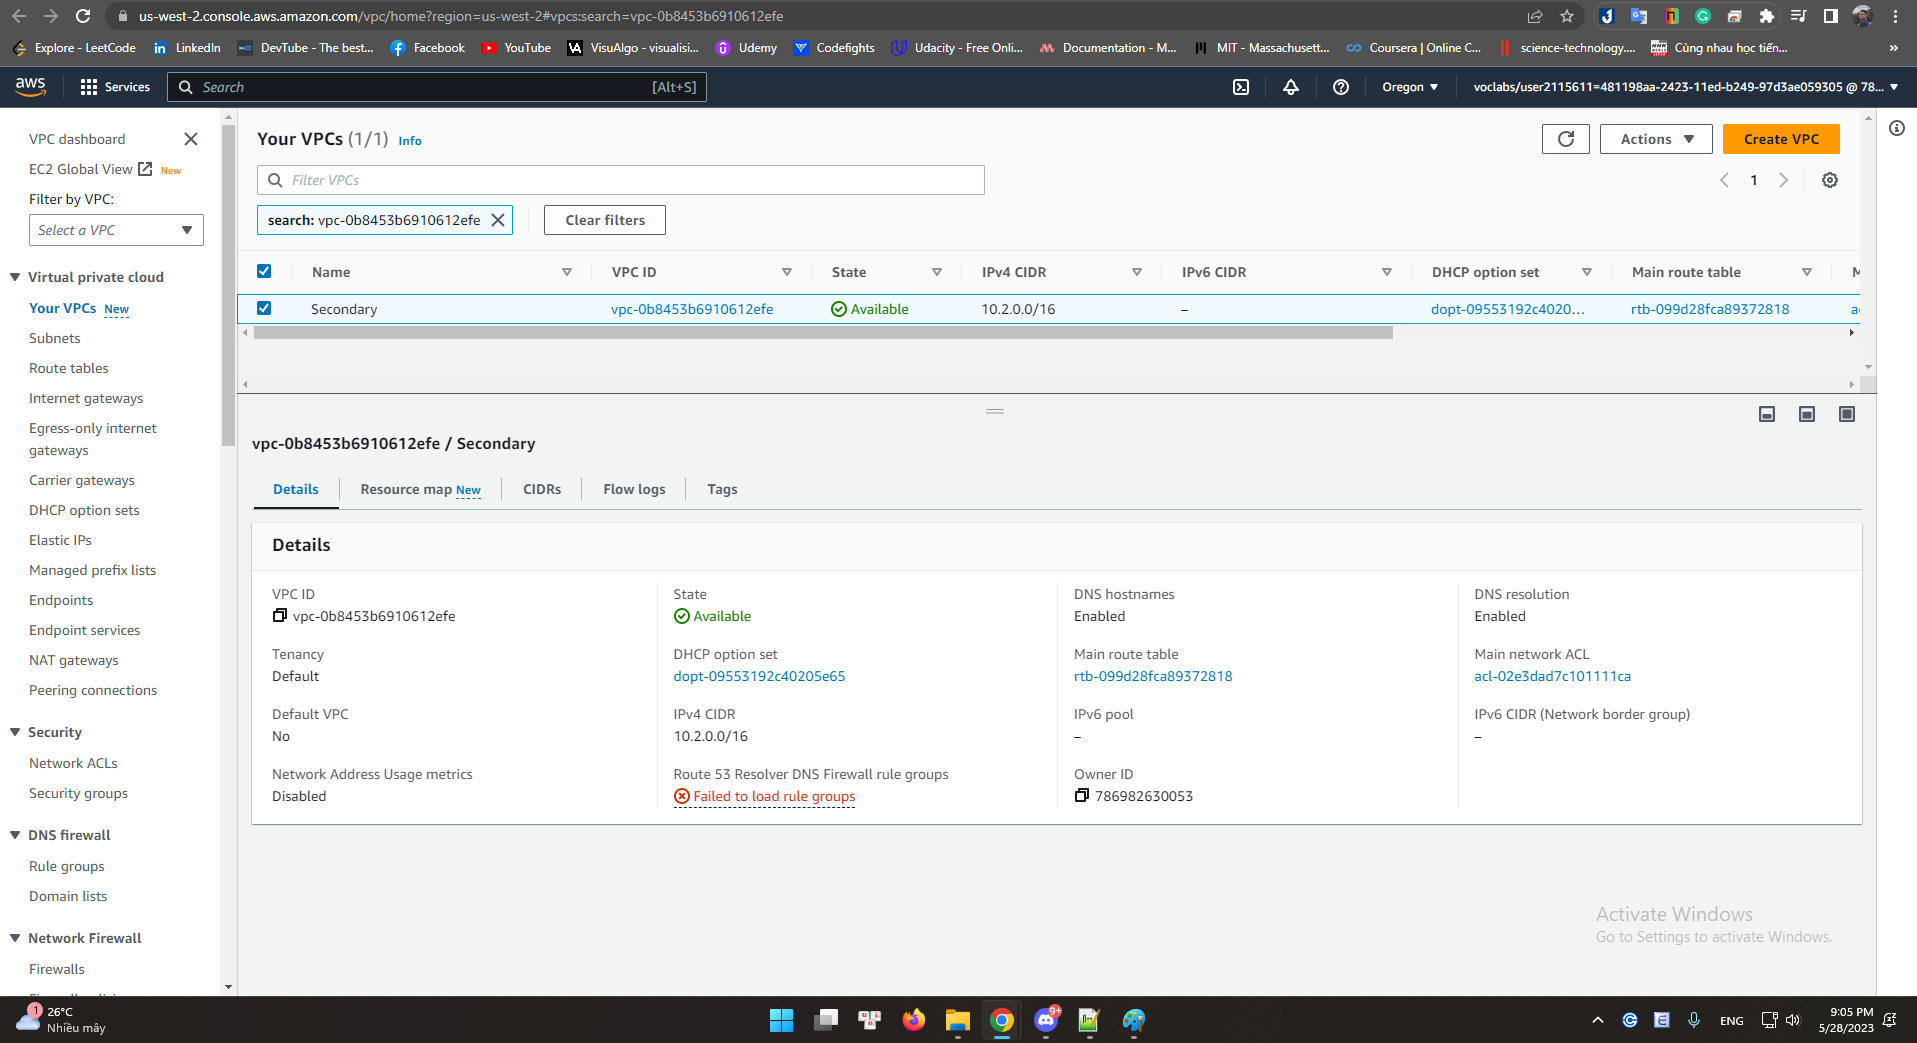 us-west-2.console.aws.amazon.com/vpc/home?region=us-west-2#vpcs:search=vpc-0b8453b6910612efe
Explore - LeetCode
LinkedIn
DevTube - The best...
Facebook
YouTube
VisuAlgo - visualisi...
Udemy
Codefights
Udacity - Free Onli...
Documentation - M...
MIT - Massachusett...
Coursera | Online C...
science-technology....
Cùng nhau học tiến...
»
aws
Services
Search
[Alt+S]
Oregon
voclabs/user2115611=481198aa-2423-11ed-b249-97d3ae059305 @ 78...
VPC dashboard
EC2 Global View New
Filter by VPC:
Select a VPC
Virtual private cloud
Your VPCs New
Subnets
Route tables
Internet gateways
Egress-only internet
gateways
Carrier gateways
DHCP option sets
Elastic IPs
Managed prefix lists
Endpoints
Endpoint services
NAT gateways
Peering connections
Security
Network ACLs
Security groups
DNS firewall
Rule groups
Domain lists
Network Firewall
Firewalls
Your VPCs (1/1) Info
Actions
Create VPC
Filter VPCs
1
search: vpc-0b8453b6910612efe
Clear filters
Name VPC ID State IPv4 CIDR IPv6 CIDR DHCP option set Main route table
Secondary vpc-0b8453b6910612efe Available 10.2.0.0/16 – dopt-09553192c4020... rtb-099d28fca89372818
vpc-0b8453b6910612efe / Secondary
Details
Resource map New
CIDRs
Flow logs
Tags
Details
VPC ID
vpc-0b8453b6910612efe
State
Available
DNS hostnames
Enabled
DNS resolution
Enabled
Tenancy
Default
DHCP option set
dopt-09553192c40205e65
Main route table
rtb-099d28fca89372818
Main network ACL
acl-02e3dad7c101111ca
Default VPC
No
IPv4 CIDR
10.2.0.0/16
IPv6 pool
–
IPv6 CIDR (Network border group)
–
Network Address Usage metrics
Disabled
Route 53 Resolver DNS Firewall rule groups
Failed to load rule groups
Owner ID
786982630053
Activate Windows
Go to Settings to activate Windows.
1
26°C
Nhiều mây
9+
ENG
9:05 PM
5/28/2023